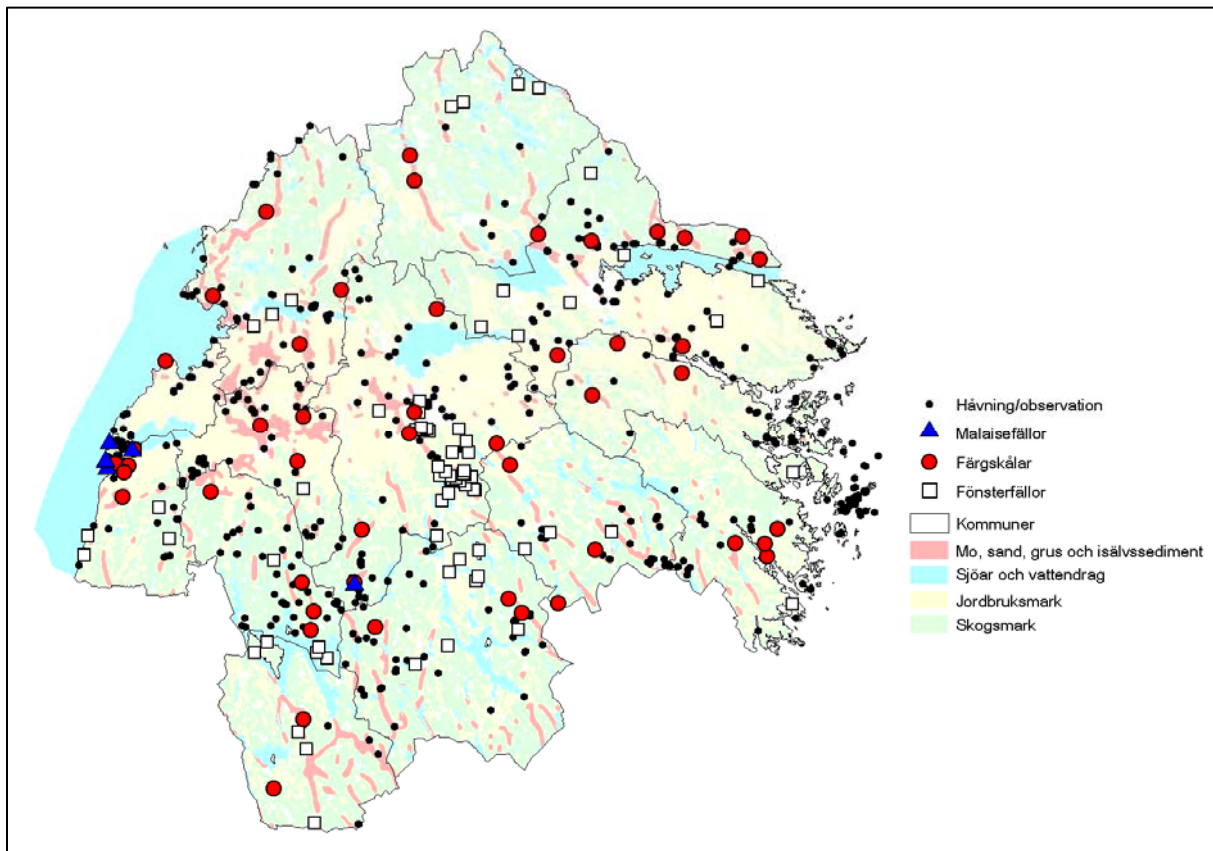 Håvning/observation
Malaisefällor
Färgskålar
Fönsterfällor
Kommuner
Mo, sand, grus och isälvssediment
Sjöar och vattendrag
Jordbruksmark
Skogsmark